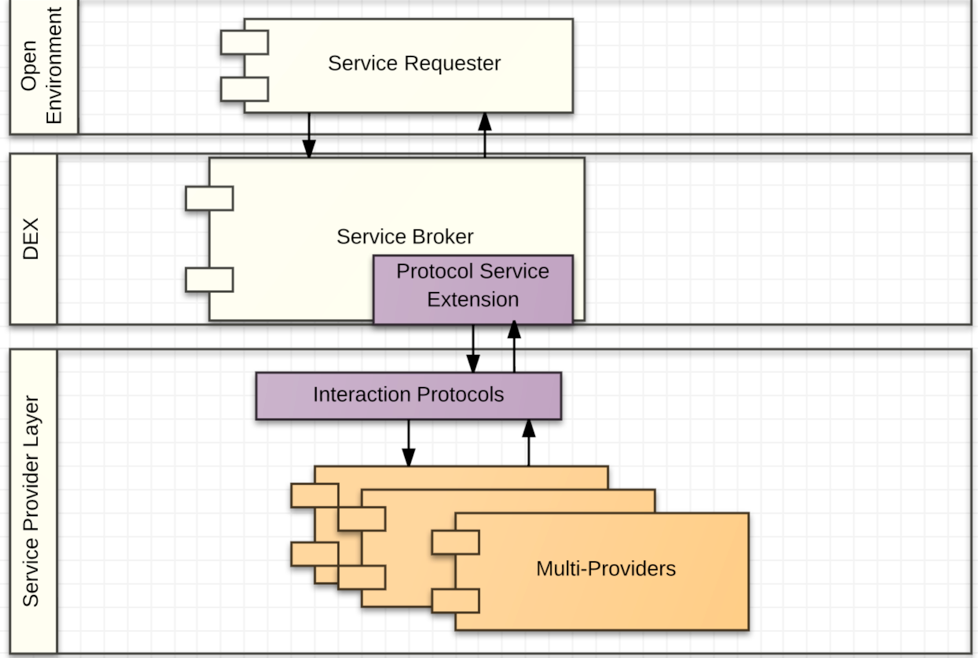 Open
Environment
Service Requester
DEX
Service Broker
Protocol Service
Extension
Service Provider Layer
Interaction Protocols
Multi-Providers